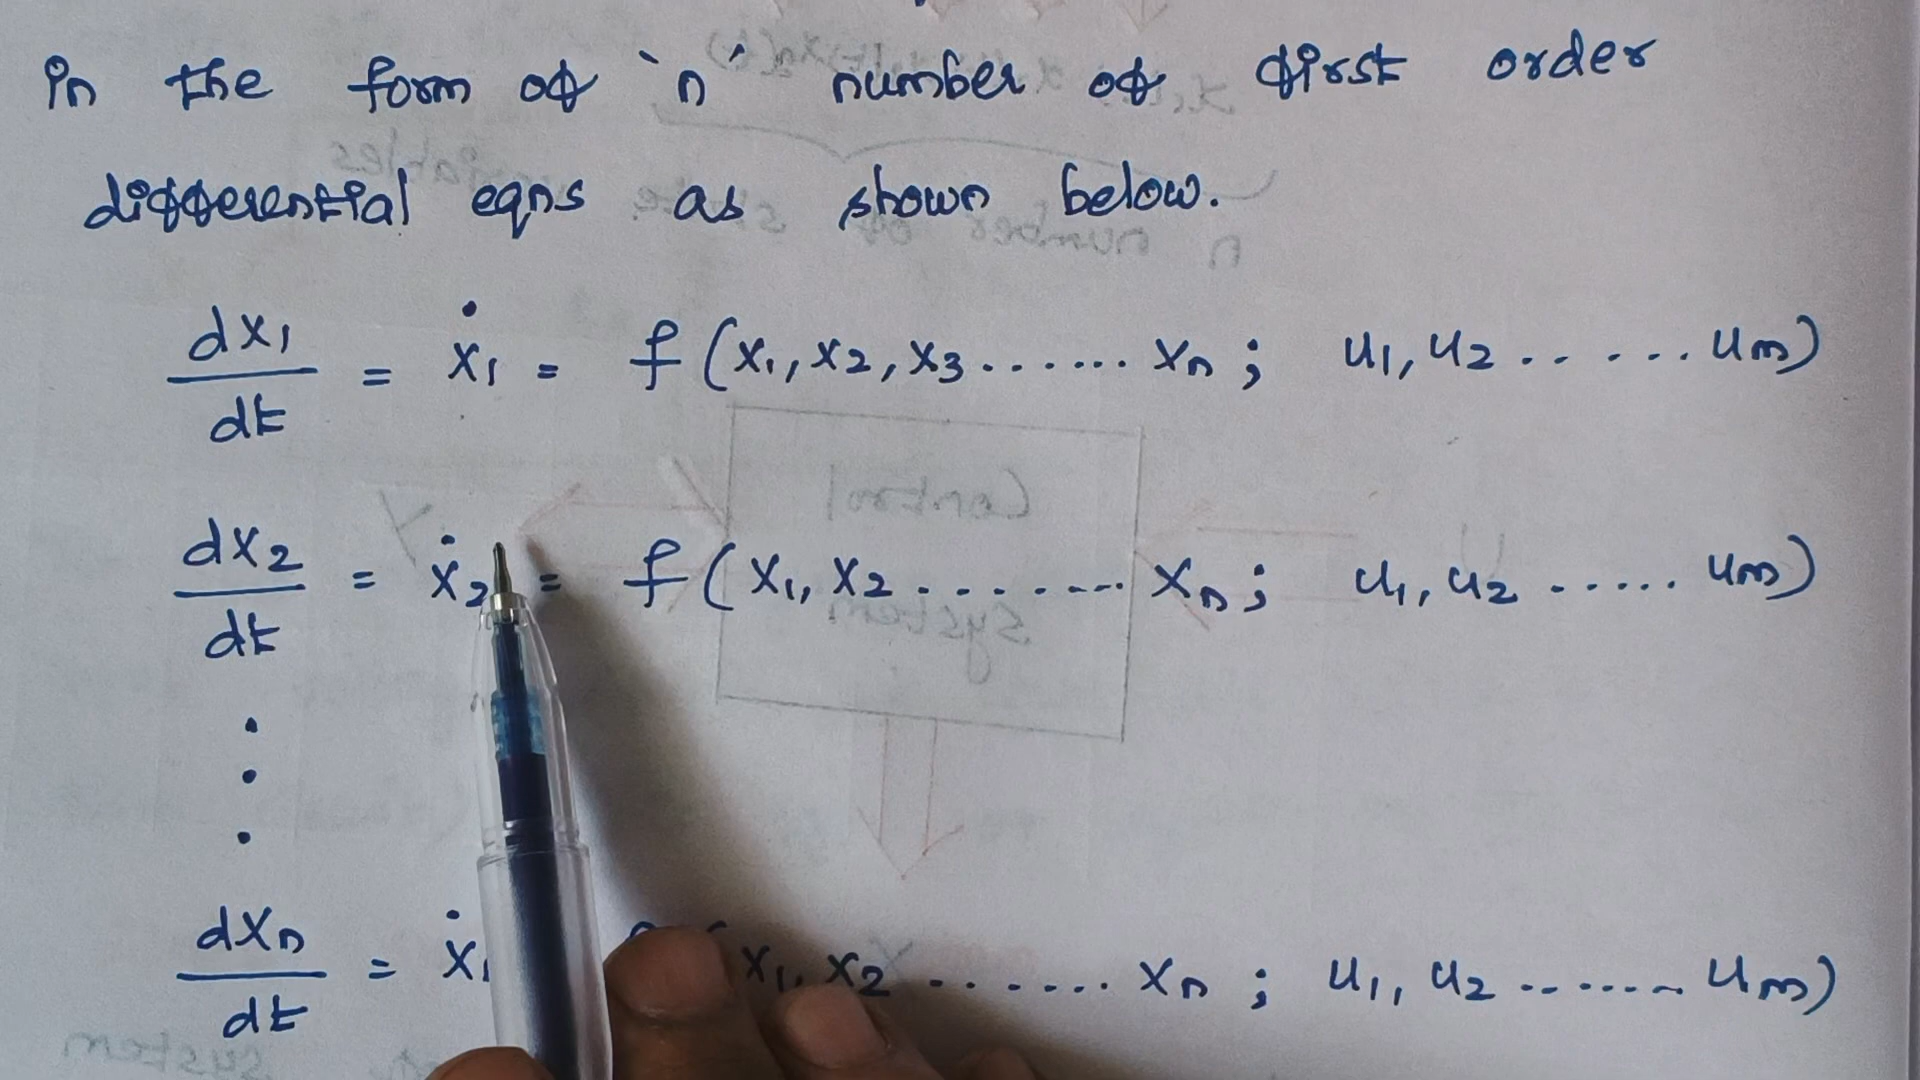 in the form of 'n' number of first order
differential eqns as shown below.
dx₁/dt = ẋ₁ = f(x₁, x₂, x₃....... xₙ; u₁, u₂ ...... uₘ)
dx₂/dt = ẋ₂ = f(x₁, x₂ ........ xₙ; u₁, u₂ ..... uₘ)
.
.
.
dxₙ/dt = ẋ x₁, x₂ ....... xₙ; u₁, u₂ ....... uₘ)